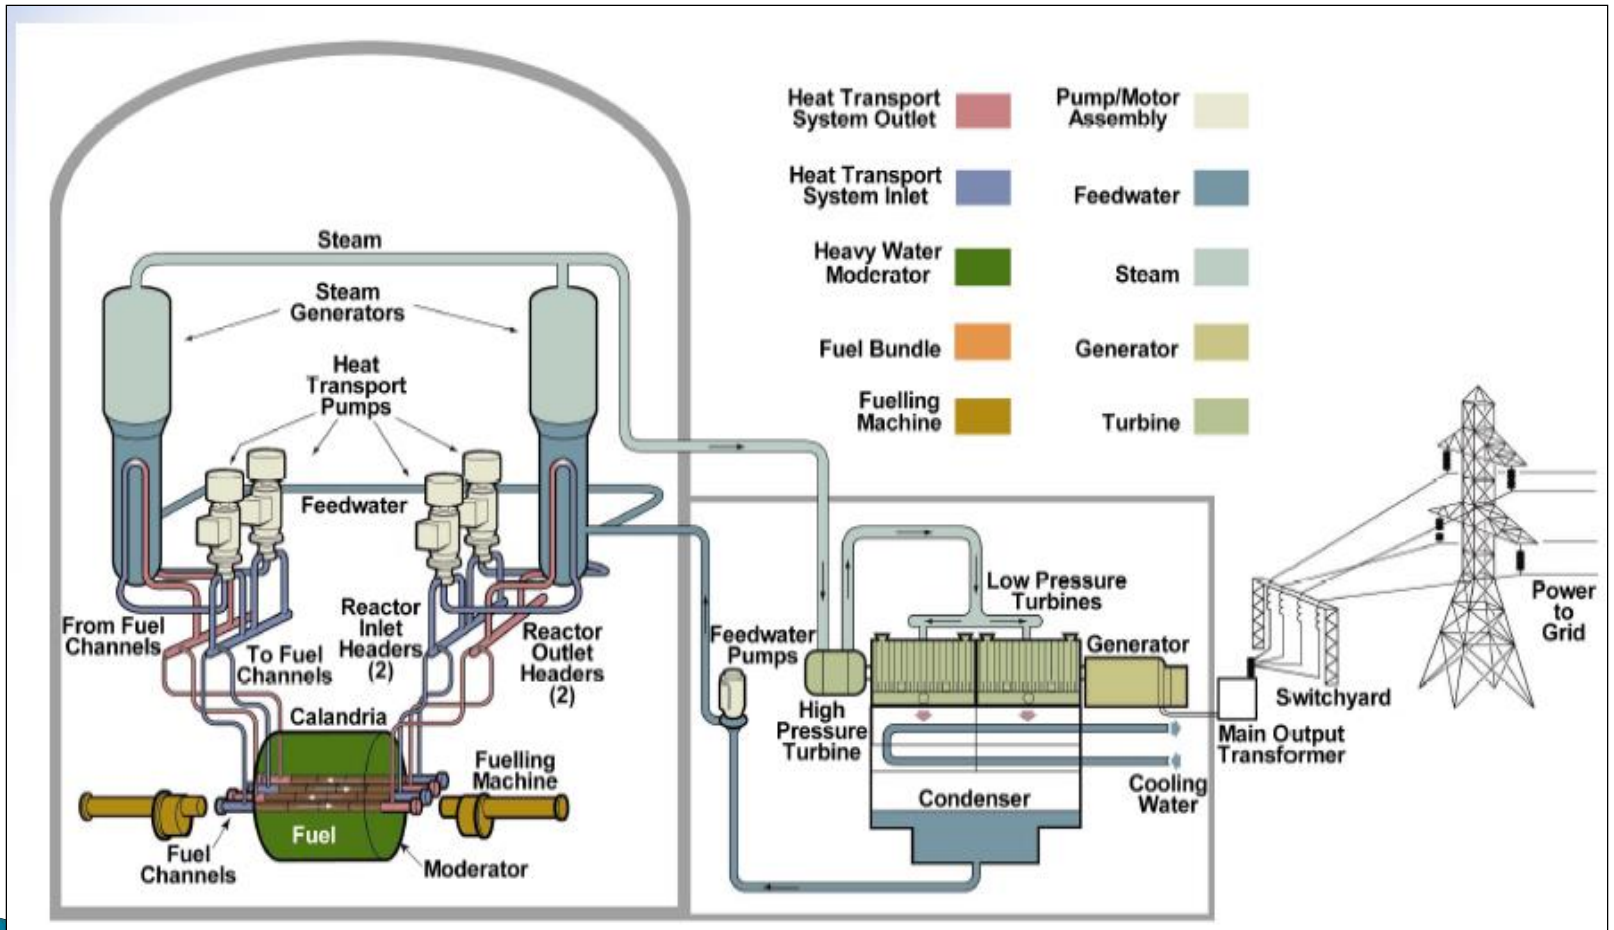 Heat Transport
System Outlet
Pump/Motor
Assembly
Heat Transport
System Inlet
Feedwater
Heavy Water
Moderator
Steam
Fuel Bundle
Generator
Fuelling
Machine
Turbine
Steam
Steam
Generators
Heat
Transport
Pumps
Feedwater
From Fuel
Channels
To Fuel
Channels
Reactor
Inlet
Headers
(2)
Reactor
Outlet
Headers
(2)
Calandria
Fuelling
Machine
Fuel
Fuel
Channels
Moderator
Feedwater
Pumps
High
Pressure
Turbine
Low Pressure
Turbines
Generator
Condenser
Cooling
Water
Main Output
Transformer
Switchyard
Power
to
Grid